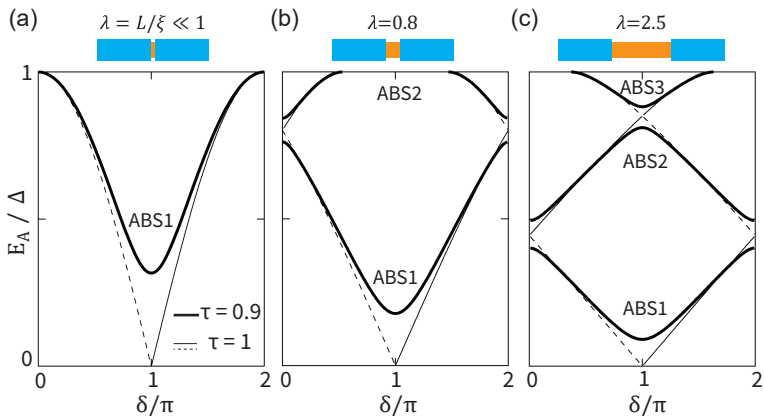 (a) λ = L/ξ ≪ 1
(b) λ=0.8
(c) λ=2.5
1
E_A / Δ
0
ABS1
τ = 0.9
τ = 1
0 1 2
δ/π
ABS2
ABS1
0 1 2
δ/π
ABS3
ABS2
ABS1
0 1 2
δ/π